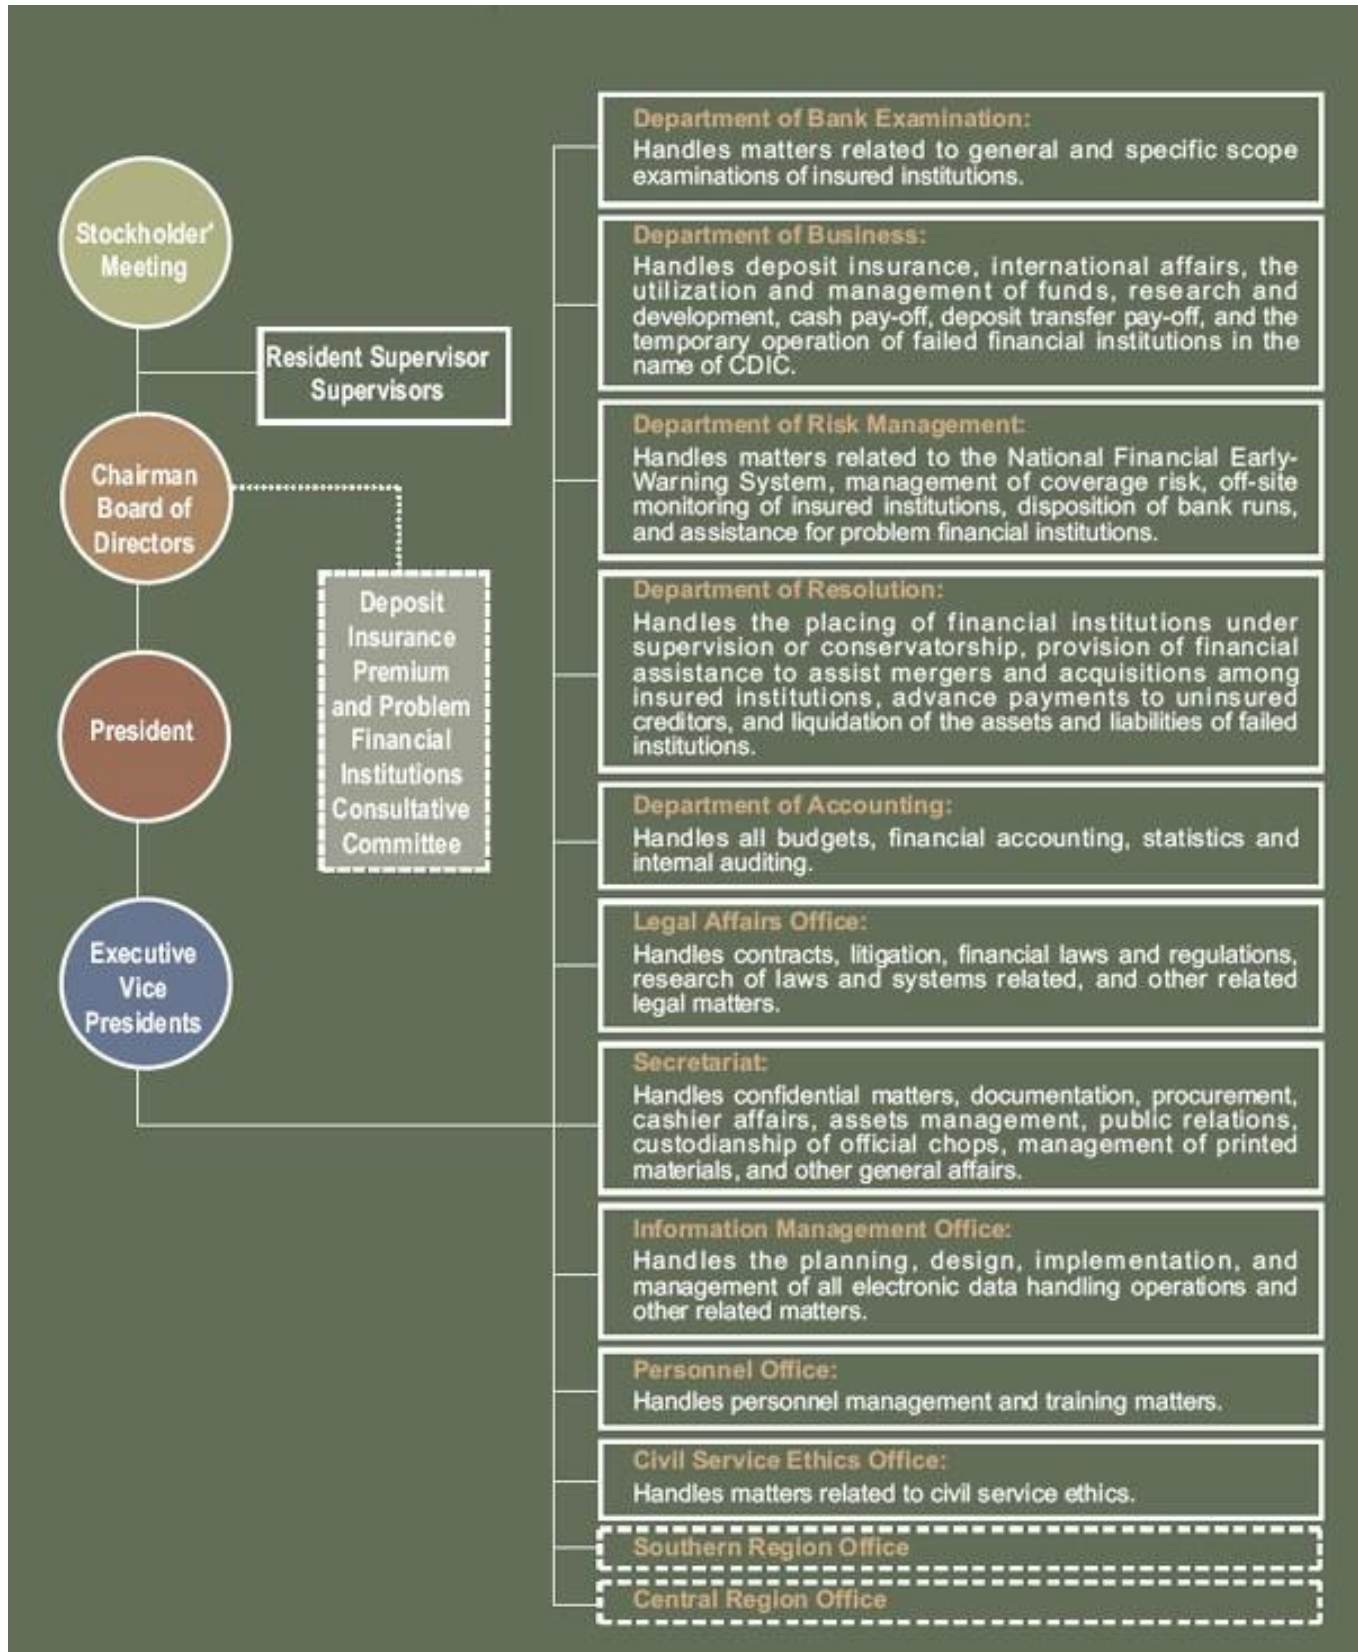 Stockholder'
Meeting
Resident Supervisor
Supervisors
Chairman
Board of
Directors
Deposit
Insurance
Premium
and Problem
Financial
Institutions
Consultative
Committee
President
Executive
Vice
Presidents
Department of Bank Examination:
Handles matters related to general and specific scope
examinations of insured institutions.
Department of Business:
Handles deposit insurance, international affairs, the
utilization and management of funds, research and
development, cash pay-off, deposit transfer pay-off, and the
temporary operation of failed financial institutions in the
name of CDIC.
Department of Risk Management:
Handles matters related to the National Financial Early-
Warning System, management of coverage risk, off-site
monitoring of insured institutions, disposition of bank runs,
and assistance for problem financial institutions.
Department of Resolution:
Handles the placing of financial institutions under
supervision or conservatorship, provision of financial
assistance to assist mergers and acquisitions among
insured institutions, advance payments to uninsured
creditors, and liquidation of the assets and liabilities of failed
institutions.
Department of Accounting:
Handles all budgets, financial accounting, statistics and
internal auditing.
Legal Affairs Office:
Handles contracts, litigation, financial laws and regulations,
research of laws and systems related, and other related
legal matters.
Secretariat:
Handles confidential matters, documentation, procurement,
cashier affairs, assets management, public relations,
custodianship of official chops, management of printed
materials, and other general affairs.
Information Management Office:
Handles the planning, design, implementation, and
management of all electronic data handling operations and
other related matters.
Personnel Office:
Handles personnel management and training matters.
Civil Service Ethics Office:
Handles matters related to civil service ethics.
Southern Region Office
Central Region Office